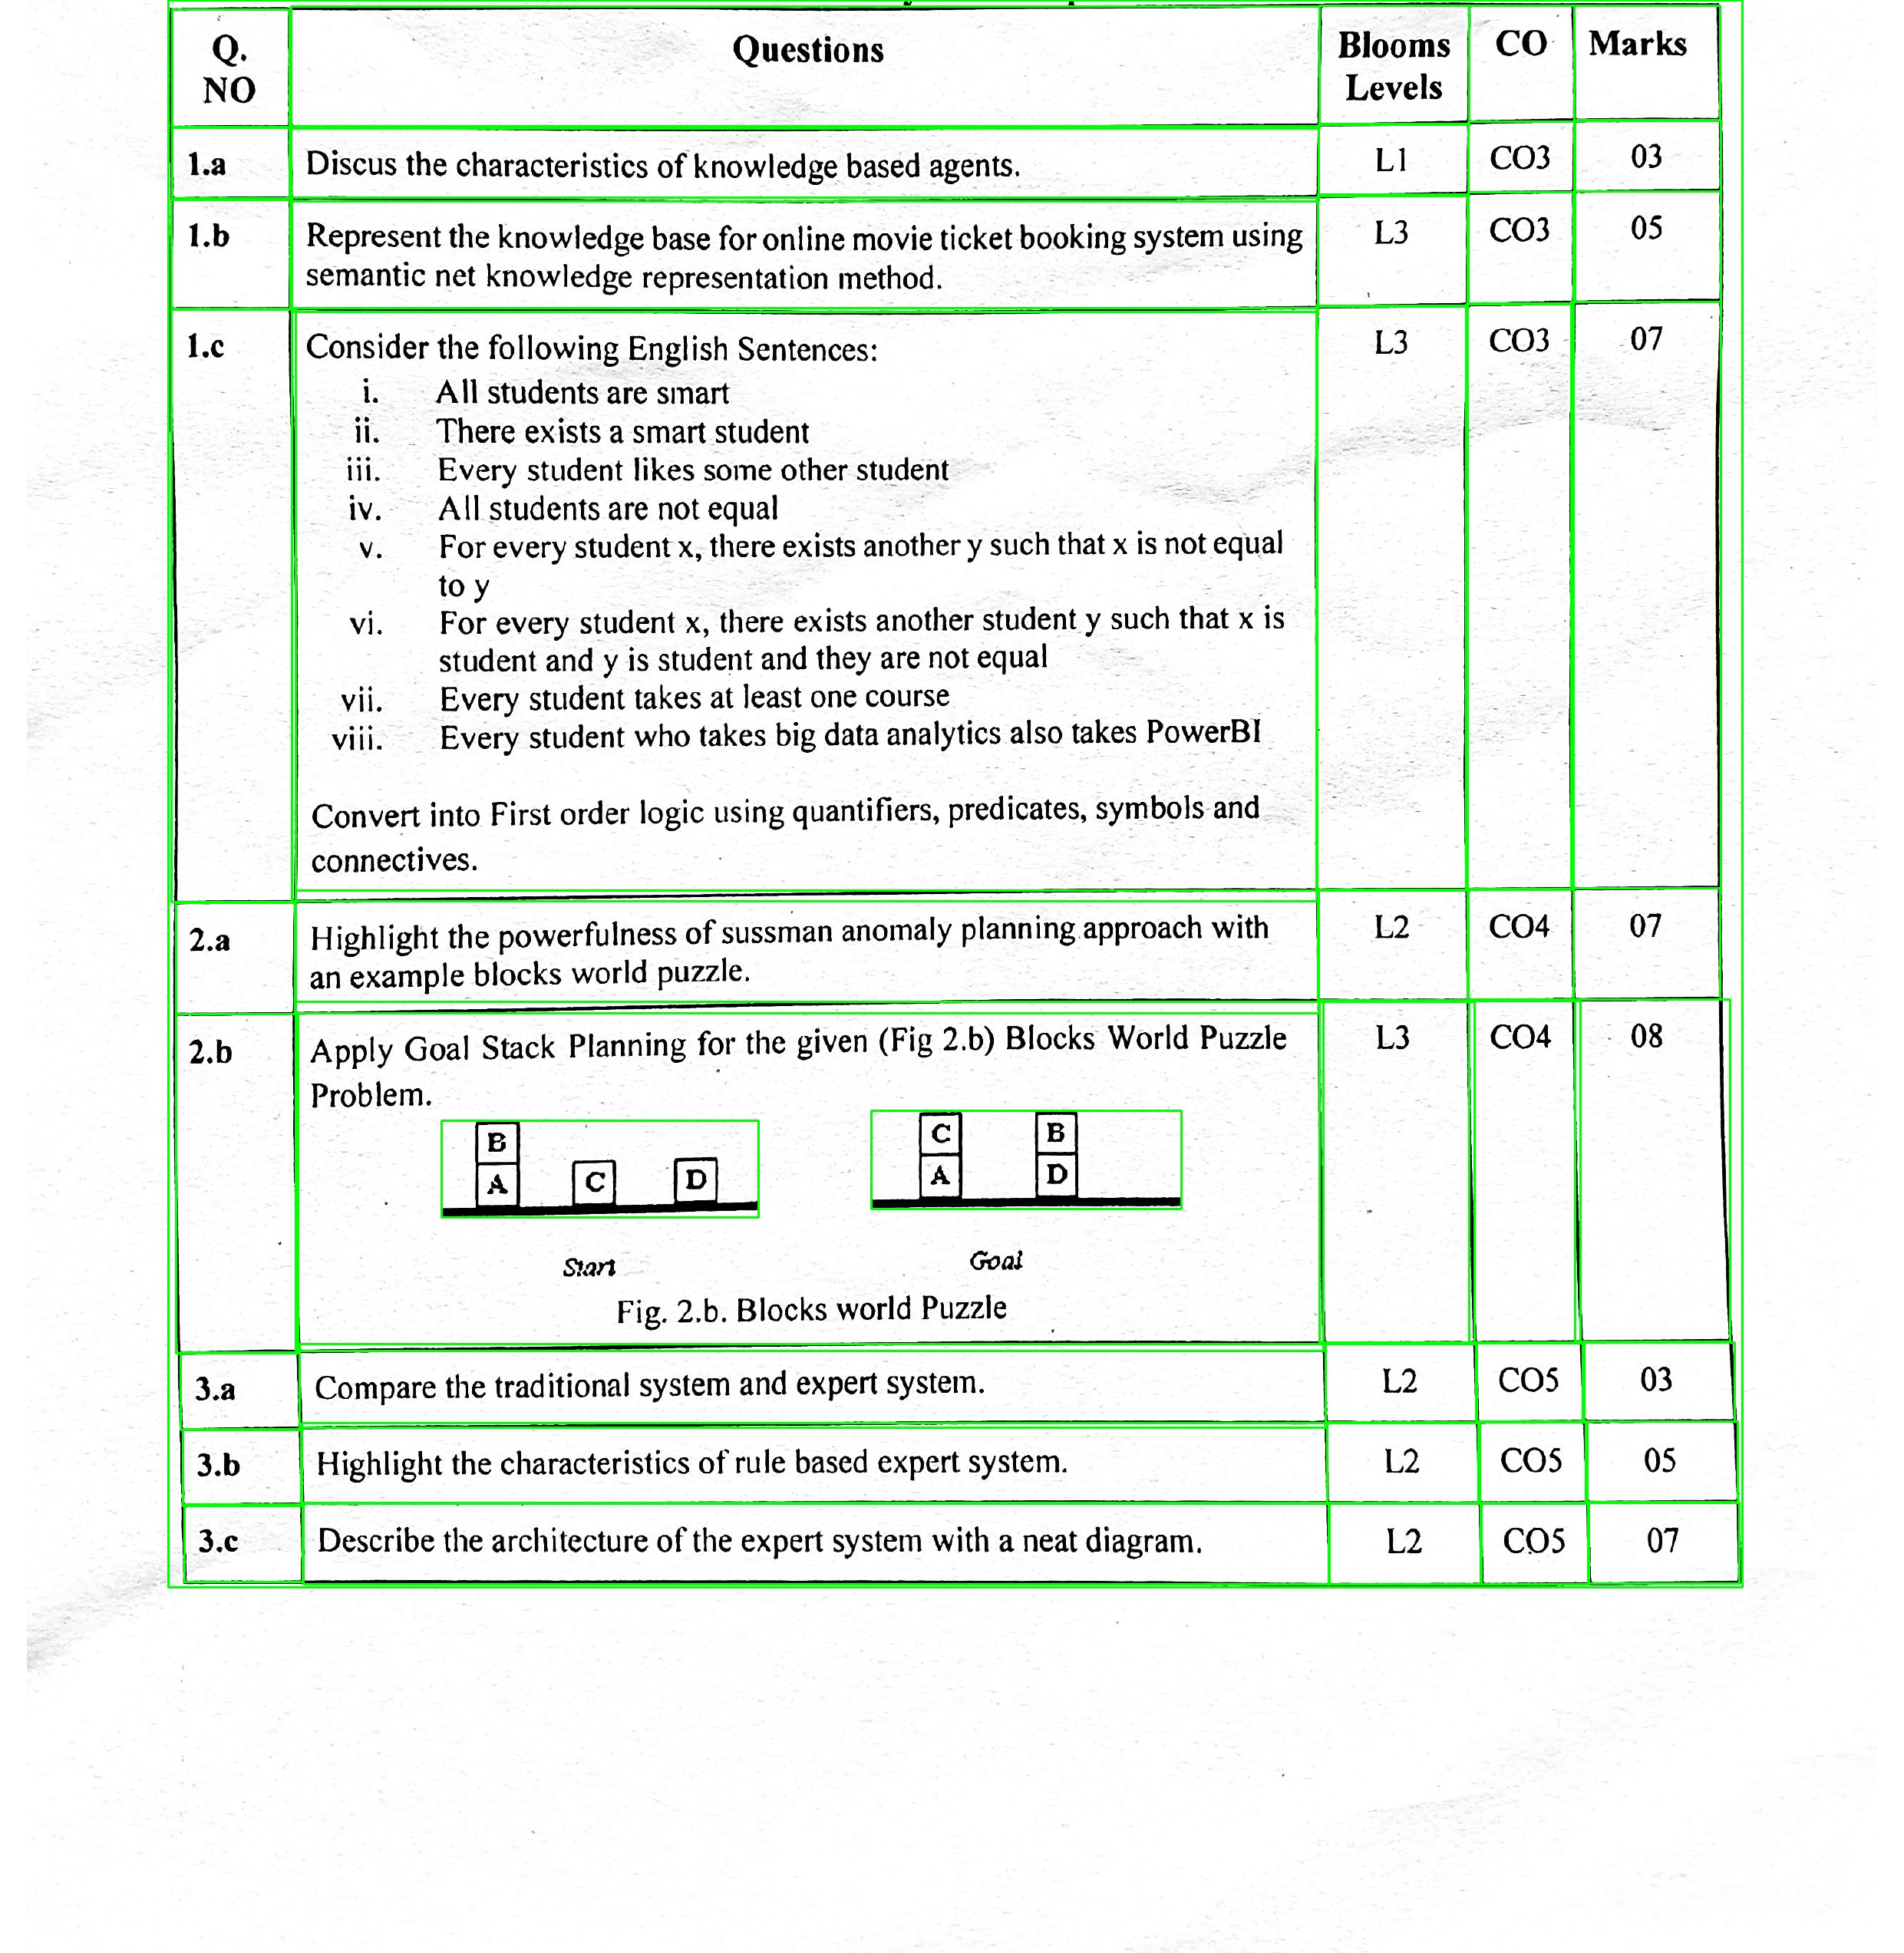 Q. NO Questions Blooms Levels CO Marks
1.a Discus the characteristics of knowledge based agents. L1 CO3 03
1.b Represent the knowledge base for online movie ticket booking system using L3 CO3 05
semantic net knowledge representation method.
1.c Consider the following English Sentences: L3 CO3 07
i. All students are smart
ii. There exists a smart student
iii. Every student likes some other student
iv. All students are not equal
v. For every student x, there exists another y such that x is not equal
to y
vi. For every student x, there exists another student y such that x is
student and y is student and they are not equal
vii. Every student takes at least one course
viii. Every student who takes big data analytics also takes PowerBI
Convert into First order logic using quantifiers, predicates, symbols and
connectives.
2.a Highlight the powerfulness of sussman anomaly planning approach with L2 CO4 07
an example blocks world puzzle.
2.b Apply Goal Stack Planning for the given (Fig 2.b) Blocks World Puzzle L3 CO4 08
Problem.
B C B
A C D A D
Start Goal
Fig. 2.b. Blocks world Puzzle
3.a Compare the traditional system and expert system. L2 CO5 03
3.b Highlight the characteristics of rule based expert system. L2 CO5 05
3.c Describe the architecture of the expert system with a neat diagram. L2 CO5 07